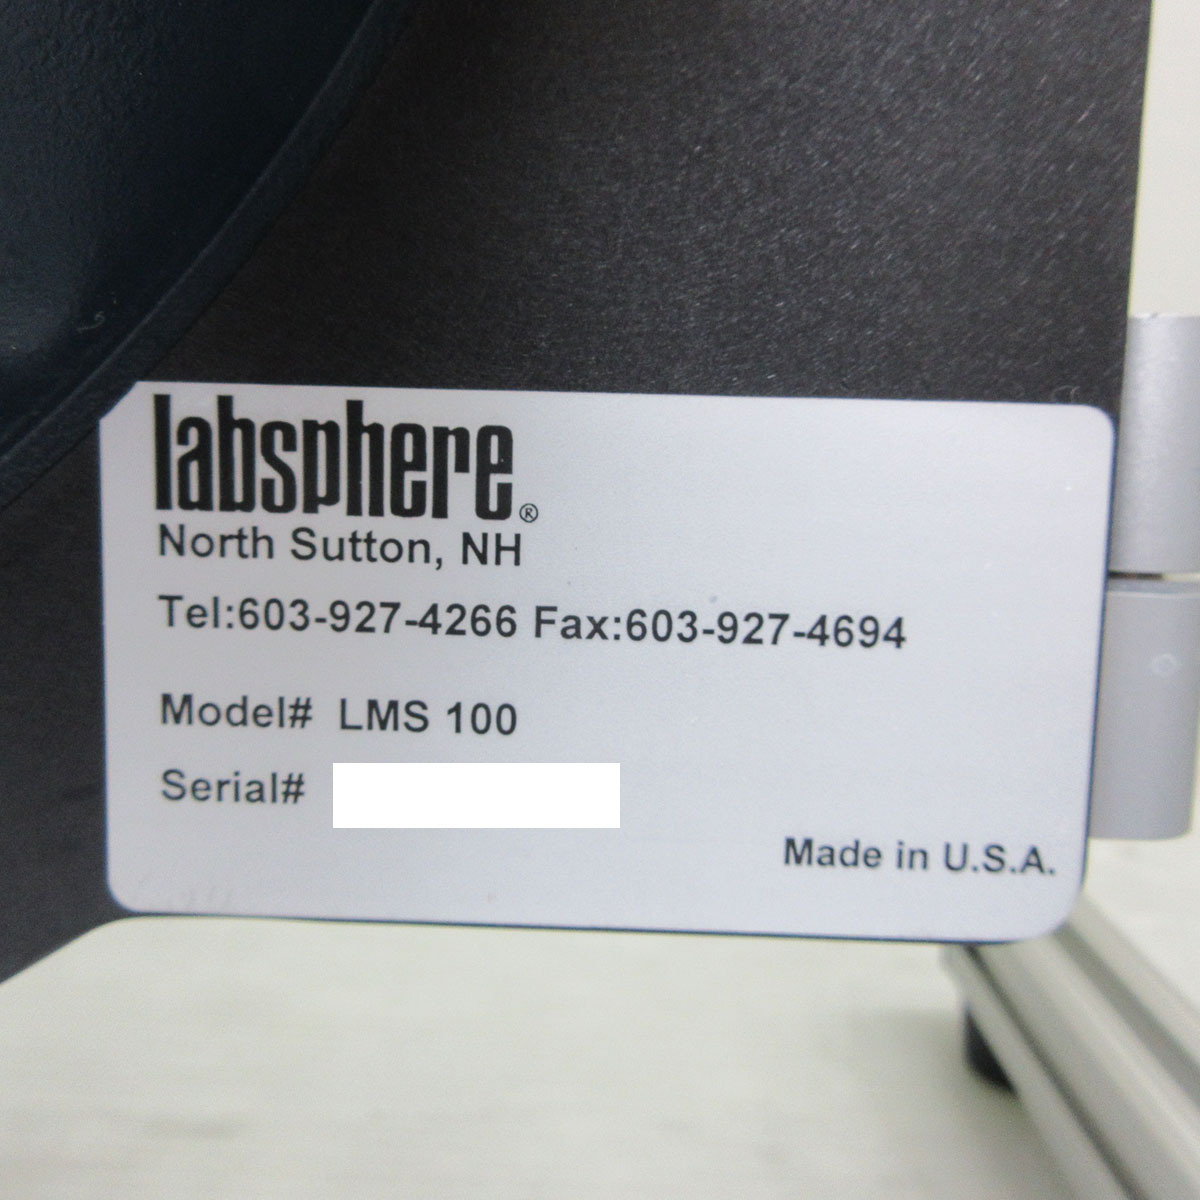 labsphere®
North Sutton, NH
Tel:603-927-4266 Fax:603-927-4694
Model# LMS 100
Serial#
Made in U.S.A.